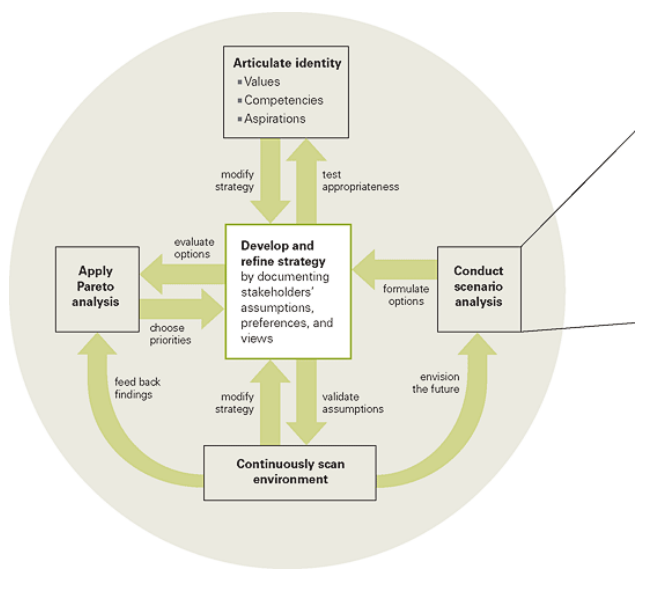 Articulate identity
▪ Values
▪ Competencies
▪ Aspirations
modify
strategy
test
appropriateness
evaluate
options
Develop and
refine strategy
by documenting
stakeholders'
assumptions,
preferences, and
views
Apply
Pareto
analysis
choose
priorities
formulate
options
Conduct
scenario
analysis
feed back
findings
modify
strategy
validate
assumptions
envision
the future
Continuously scan
environment